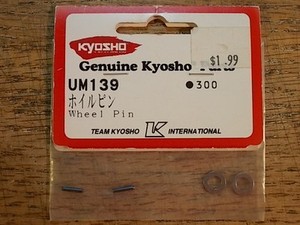 KYOSHO
$1.99
Genuine Kyosho Parts
UM139
●300
ホイルピン
Wheel Pin
TEAM KYOSHO K INTERNATIONAL